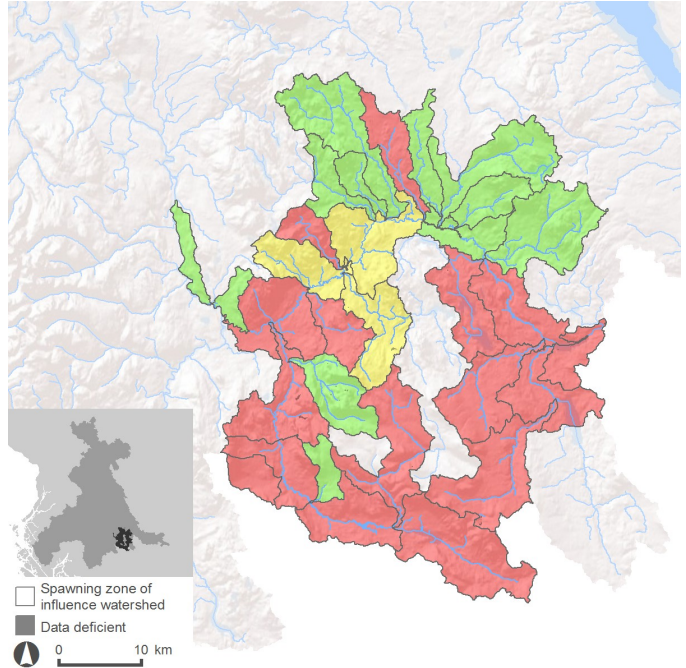 Spawning zone of
influence watershed
Data deficient
0 10 km